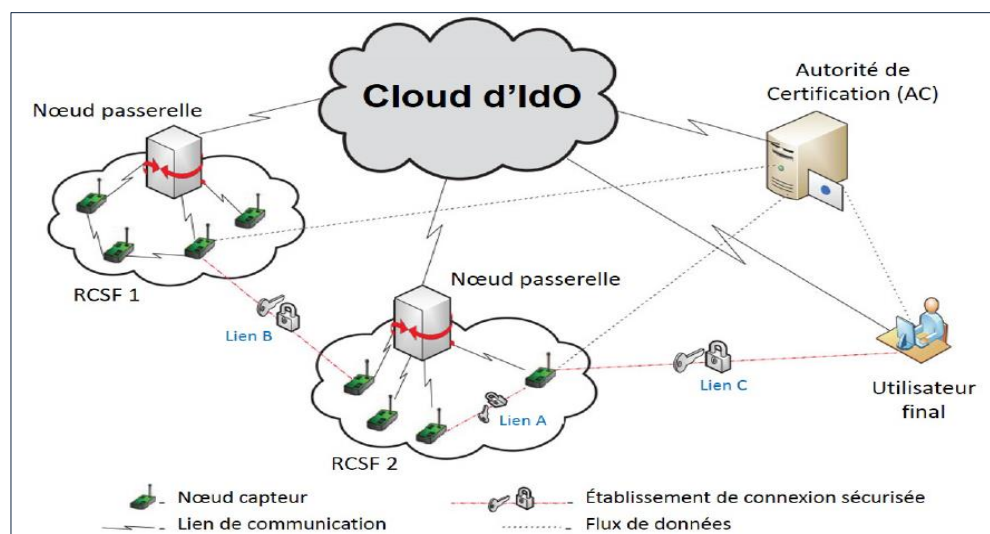 Cloud d'IdO
Autorité de
Certification (AC)
Nœud passerelle
RCSF 1
Nœud passerelle
Lien B
Lien C
Lien A
Utilisateur
final
RCSF 2
Nœud capteur
Établissement de connexion sécurisée
Lien de communication
Flux de données